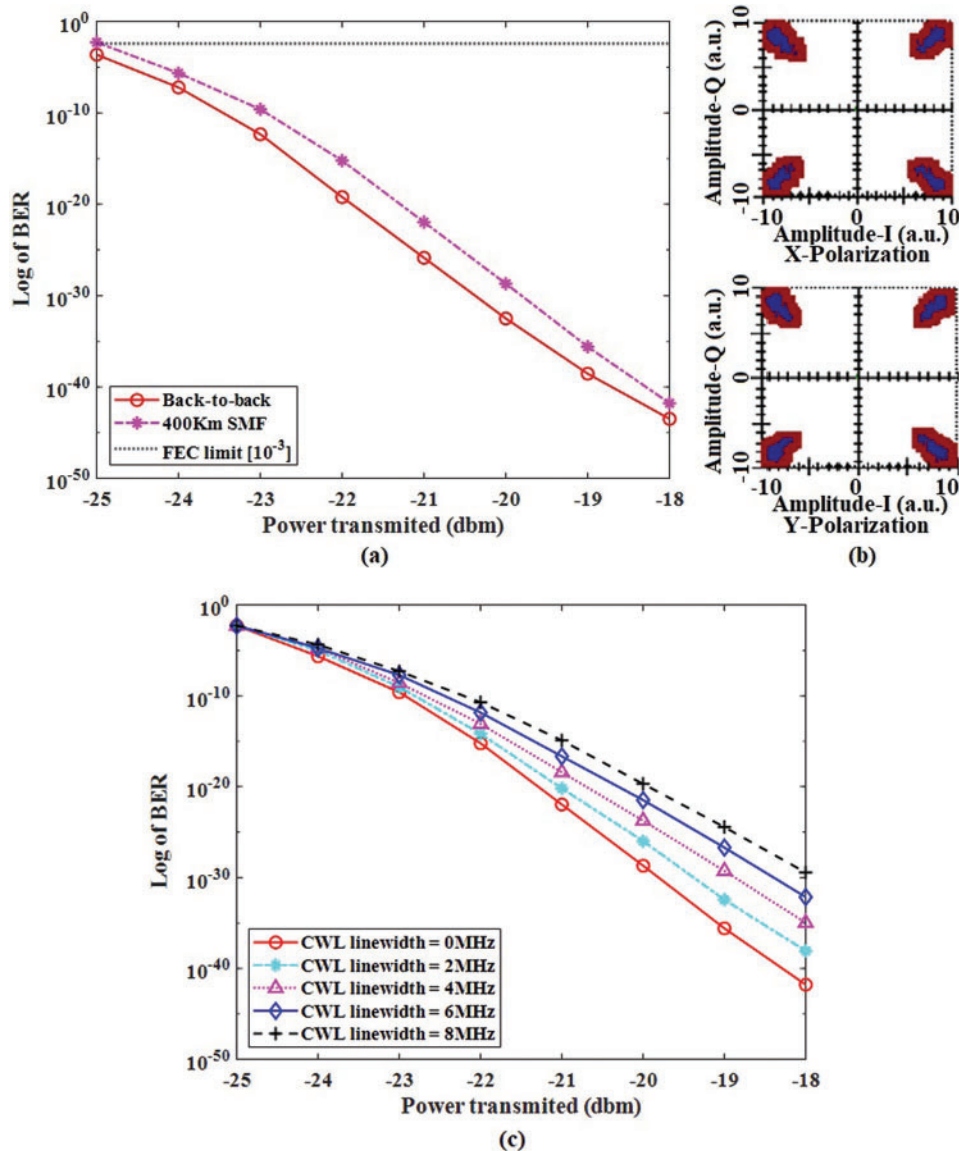 (a)
10^0
10^-10
10^-20
10^-30
10^-40
10^-50
Log of BER
Back-to-back
400Km SMF
FEC limit [10^-3]
-25 -24 -23 -22 -21 -20 -19 -18
Power transmited (dbm)
(a)
10
0
-10
Amplitude-Q (a.u.)
-10 0 10
Amplitude-I (a.u.)
X-Polarization
10
0
-10
Amplitude-Q (a.u.)
-10 0 10
Amplitude-I (a.u.)
Y-Polarization
(b)
10^0
10^-10
10^-20
10^-30
10^-40
10^-50
Log of BER
CWL linewidth = 0MHz
CWL linewidth = 2MHz
CWL linewidth = 4MHz
CWL linewidth = 6MHz
CWL linewidth = 8MHz
-25 -24 -23 -22 -21 -20 -19 -18
Power transmited (dbm)
(c)